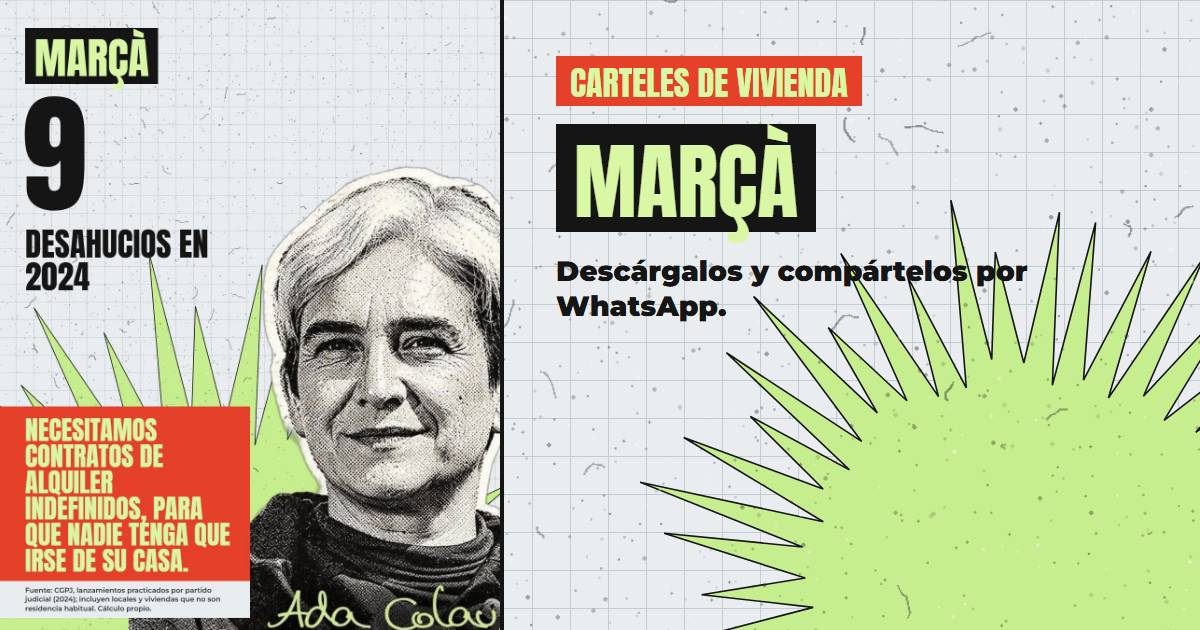 MARÇÀ
9
DESAHUCIOS EN
2024
NECESITAMOS
CONTRATOS DE
ALQUILER
INDEFINIDOS, PARA
QUE NADIE TENGA QUE
IRSE DE SU CASA.
Fuente: CGPJ, lanzamientos practicados por partido
judicial (2024); incluyen locales y viviendas que no son
residencia habitual. Cálculo propio.
Ada Colau
CARTELES DE VIVIENDA
MARÇÀ
Descárgalos y compártelos por
WhatsApp.